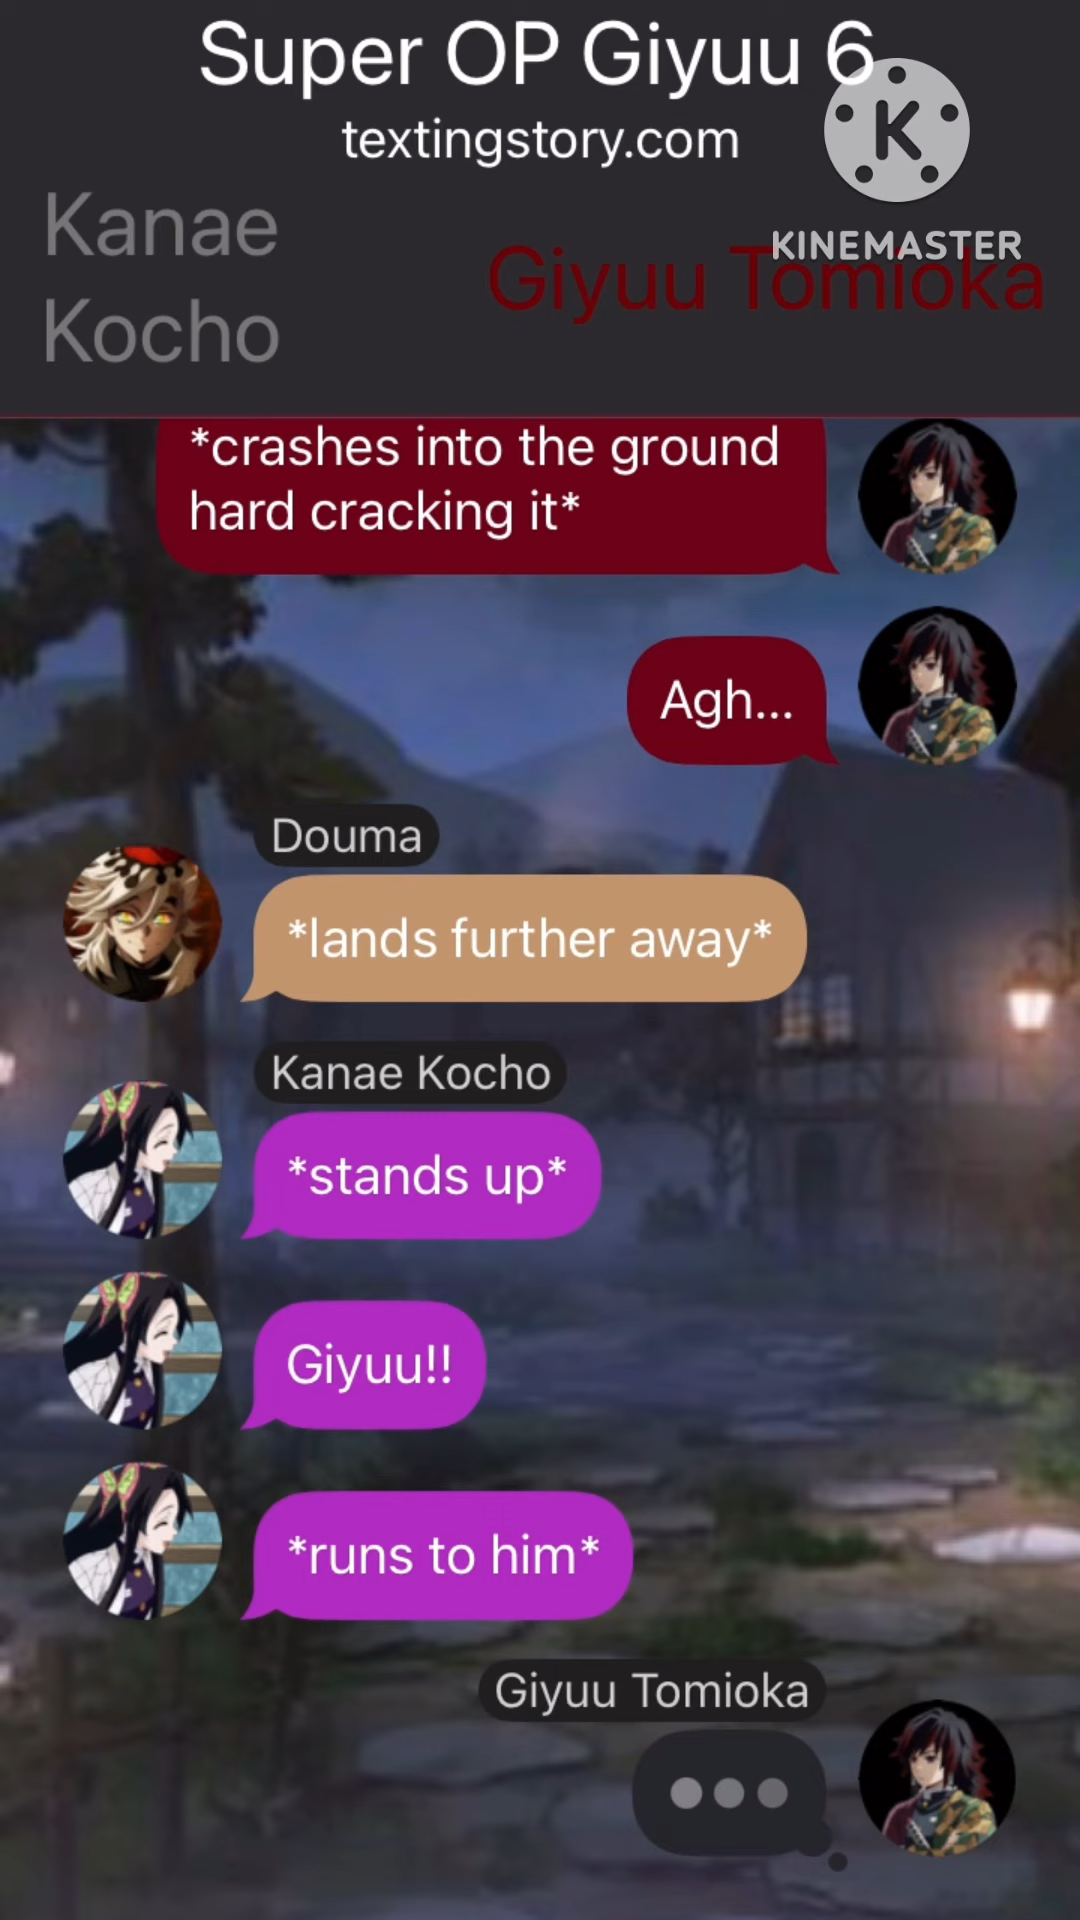 Super OP Giyuu 6
textingstory.com
K
KINEMASTER
Kanae
Kocho
Giyuu Tomioka
*crashes into the ground
hard cracking it*
Agh...
Douma
*lands further away*
Kanae Kocho
*stands up*
Giyuu!!
*runs to him*
Giyuu Tomioka